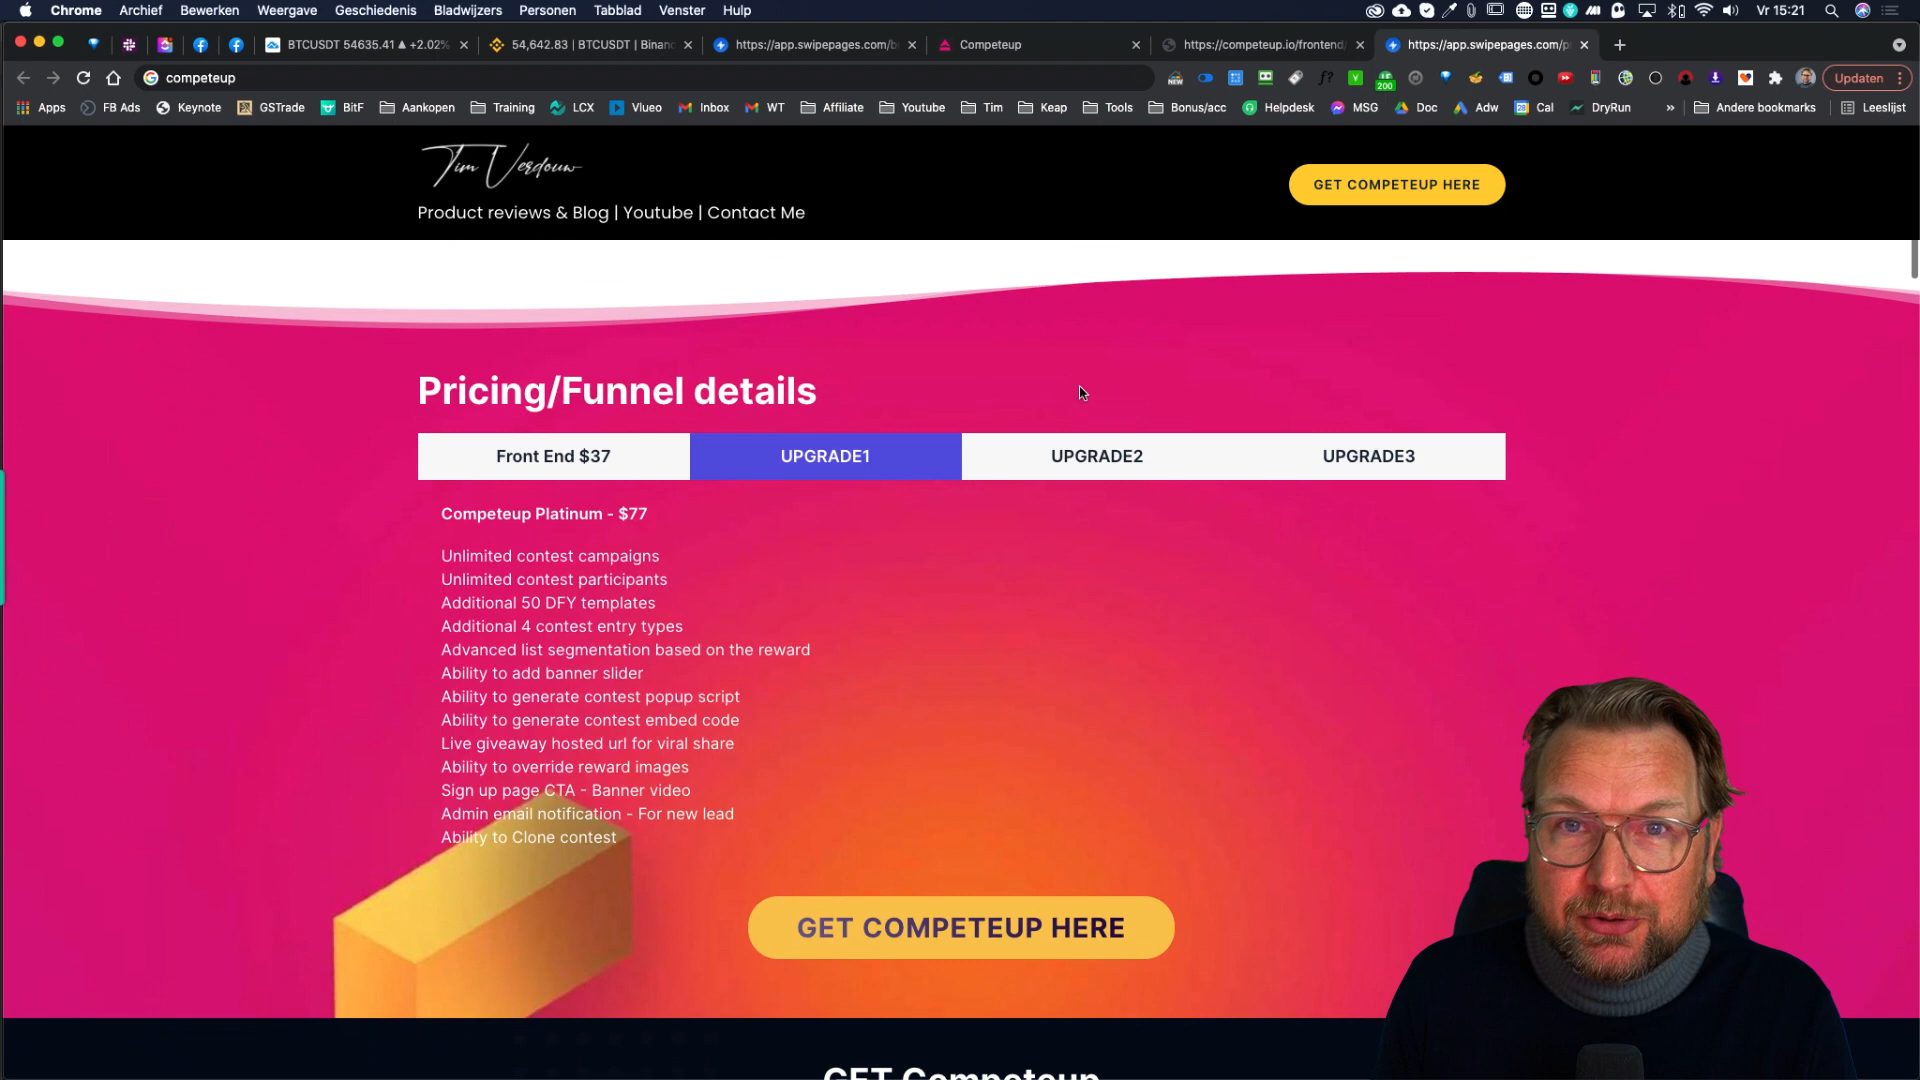 Chrome Archief Bewerken Weergave Geschiedenis Bladwijzers Personen Tabblad Venster Hulp Vr 15:21
BTCUSDT 54635.41 ▲ +2.02%
54,642.83 | BTCUSDT | Binanc
https://app.swipepages.com/b
Competeup
https://competeup.io/frontend
https://app.swipepages.com/p
competeup
NEW
200
Updaten
Apps FB Ads Keynote GSTrade BitF Aankopen Training LCX Vlueo Inbox WT Affiliate Youtube Tim Keap Tools Bonus/acc Helpdesk MSG Doc Adw Cal DryRun » Andere bookmarks Leeslijst
Tim Verdouw
Product reviews & Blog | Youtube | Contact Me
GET COMPETEUP HERE
Pricing/Funnel details
Front End $37 UPGRADE1 UPGRADE2 UPGRADE3
Competeup Platinum - $77
Unlimited contest campaigns
Unlimited contest participants
Additional 50 DFY templates
Additional 4 contest entry types
Advanced list segmentation based on the reward
Ability to add banner slider
Ability to generate contest popup script
Ability to generate contest embed code
Live giveaway hosted url for viral share
Ability to override reward images
Sign up page CTA - Banner video
Admin email notification - For new lead
Ability to Clone contest
GET COMPETEUP HERE
GET Competeup